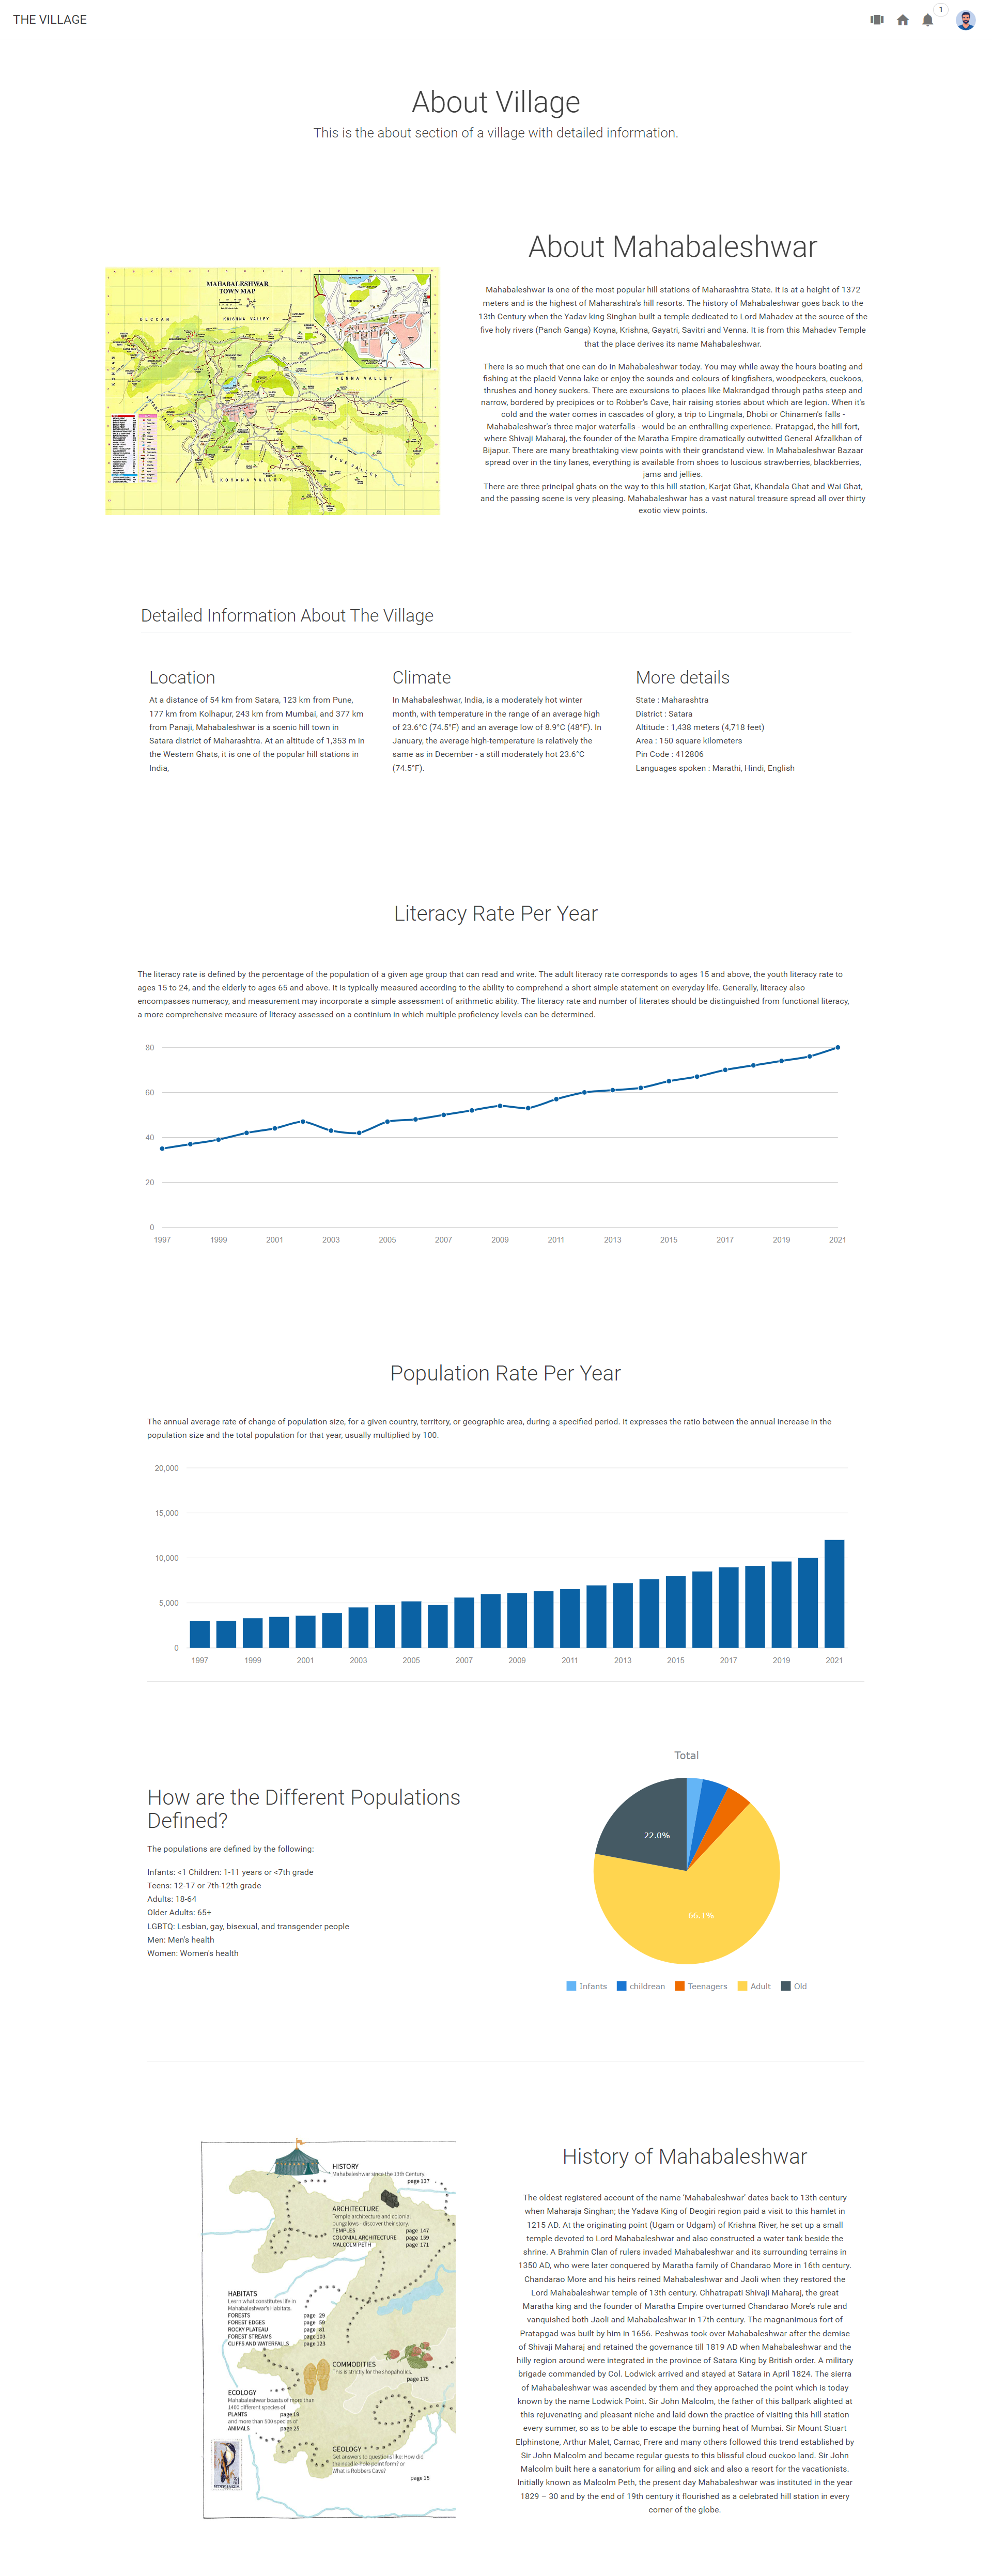 THE VILLAGE
1
About Village
This is the about section of a village with detailed information.
MAHABALESHWAR
TOWN MAP
DECCAN
KRISHNA VALLEY
VENNA VALLEY
SOLSHI VALLEY
KOYANA VALLEY
About Mahabaleshwar
Mahabaleshwar is one of the most popular hill stations of Maharashtra State. It is at a height of 1372
meters and is the highest of Maharashtra's hill resorts. The history of Mahabaleshwar goes back to the
13th Century when the Yadav king Singhan built a temple dedicated to Lord Mahadev at the source of the
five holy rivers (Panch Ganga) Koyna, Krishna, Gayatri, Savitri and Venna. It is from this Mahadev Temple
that the place derives its name Mahabaleshwar.
There is so much that one can do in Mahabaleshwar today. You may while away the hours boating and
fishing at the placid Venna lake or enjoy the sounds and colours of kingfishers, woodpeckers, cuckoos,
thrushes and honey suckers. There are excursions to places like Makrandgad through paths steep and
narrow, bordered by precipices or to Robber's Cave, hair raising stories about which are legion. When it's
cold and the water comes in cascades of glory, a trip to Lingmala, Dhobi or Chinamen's falls -
Mahabaleshwar's three major waterfalls - would be an enthralling experience. Pratapgad, the hill fort,
where Shivaji Maharaj, the founder of the Maratha Empire dramatically outwitted General Afzalkhan of
Bijapur. There are many breathtaking view points with their grandstand view. In Mahabaleshwar Bazaar
spread over in the tiny lanes, everything is available from shoes to luscious strawberries, blackberries,
jams and jellies.
There are three principal ghats on the way to this hill station, Karjat Ghat, Khandala Ghat and Wai Ghat,
and the passing scene is very pleasing. Mahabaleshwar has a vast natural treasure spread all over thirty
exotic view points.
Detailed Information About The Village
Location
At a distance of 54 km from Satara, 123 km from Pune,
177 km from Kolhapur, 243 km from Mumbai, and 377 km
from Panaji, Mahabaleshwar is a scenic hill town in
Satara district of Maharashtra. At an altitude of 1,353 m in
the Western Ghats, it is one of the popular hill stations in
India,
Climate
In Mahabaleshwar, India, is a moderately hot winter
month, with temperature in the range of an average high
of 23.6°C (74.5°F) and an average low of 8.9°C (48°F). In
January, the average high-temperature is relatively the
same as in December - a still moderately hot 23.6°C
(74.5°F).
More details
State : Maharashtra
District : Satara
Altitude : 1,438 meters (4,718 feet)
Area : 150 square kilometers
Pin Code : 412806
Languages spoken : Marathi, Hindi, English
Literacy Rate Per Year
The literacy rate is defined by the percentage of the population of a given age group that can read and write. The adult literacy rate corresponds to ages 15 and above, the youth literacy rate to
ages 15 to 24, and the elderly to ages 65 and above. It is typically measured according to the ability to comprehend a short simple statement on everyday life. Generally, literacy also
encompasses numeracy, and measurement may incorporate a simple assessment of arithmetic ability. The literacy rate and number of literates should be distinguished from functional literacy,
a more comprehensive measure of literacy assessed on a continium in which multiple proficiency levels can be determined.
80
60
40
20
0
1997 1999 2001 2003 2005 2007 2009 2011 2013 2015 2017 2019 2021
Population Rate Per Year
The annual average rate of change of population size, for a given country, territory, or geographic area, during a specified period. It expresses the ratio between the annual increase in the
population size and the total population for that year, usually multiplied by 100.
20,000
15,000
10,000
5,000
0
1997 1999 2001 2003 2005 2007 2009 2011 2013 2015 2017 2019 2021
How are the Different Populations
Defined?
The populations are defined by the following:
Infants: <1 Children: 1-11 years or <7th grade
Teens: 12-17 or 7th-12th grade
Adults: 18-64
Older Adults: 65+
LGBTQ: Lesbian, gay, bisexual, and transgender people
Men: Men's health
Women: Women's health
Total
22.0%
66.1%
Infants childrean Teenagers Adult Old
HISTORY
Mahabaleshwar since the 13th Century.
page 137
ARCHITECTURE
Temple architecture and colonial
bungalows - discover their story.
TEMPLES page 147
COLONIAL ARCHITECTURE page 159
MALCOLM PETH page 171
HABITATS
Learn what constitutes life in
Mahabaleshwar's Habitats.
FORESTS page 29
FOREST EDGES page 59
ROCKY PLATEAU page 81
FOREST STREAMS page 103
CLIFFS AND WATERFALLS page 123
COMMODITIES
This is strictly for the shopaholics.
page 175
ECOLOGY
Mahabaleshwar boasts of more than
1400 different species of
PLANTS page 19
and more than 500 species of
ANIMALS page 25
GEOLOGY
Get answers to questions like: How did
the needle-hole point form? or
What is Robbers Cave?
page 15
History of Mahabaleshwar
The oldest registered account of the name 'Mahabaleshwar' dates back to 13th century
when Maharaja Singhan; the Yadava King of Deogiri region paid a visit to this hamlet in
1215 AD. At the originating point (Ugam or Udgam) of Krishna River, he set up a small
temple devoted to Lord Mahabaleshwar and also constructed a water tank beside the
shrine. A Brahmin Clan of rulers invaded Mahabaleshwar and its surrounding terrains in
1350 AD, who were later conquered by Maratha family of Chandarao More in 16th century.
Chandarao More and his heirs reined Mahabaleshwar and Jaoli when they restored the
Lord Mahabaleshwar temple of 13th century. Chhatrapati Shivaji Maharaj, the great
Maratha king and the founder of Maratha Empire overturned Chandarao More's rule and
vanquished both Jaoli and Mahabaleshwar in 17th century. The magnanimous fort of
Pratapgad was built by him in 1656. Peshwas took over Mahabaleshwar after the demise
of Shivaji Maharaj and retained the governance till 1819 AD when Mahabaleshwar and the
hilly region around were integrated in the province of Satara King by British order. A military
brigade commanded by Col. Lodwick arrived and stayed at Satara in April 1824. The sierra
of Mahabaleshwar was ascended by them and they approached the point which is today
known by the name Lodwick Point. Sir John Malcolm, the father of this ballpark alighted at
this rejuvenating and pleasant niche and laid down the practice of visiting this hill station
every summer, so as to be able to escape the burning heat of Mumbai. Sir Mount Stuart
Elphinstone, Arthur Malet, Carnac, Frere and many others followed this trend established by
Sir John Malcolm and became regular guests to this blissful cloud cuckoo land. Sir John
Malcolm built here a sanatorium for ailing and sick and also a resort for the vacationists.
Initially known as Malcolm Peth, the present day Mahabaleshwar was instituted in the year
1829 – 30 and by the end of 19th century it flourished as a celebrated hill station in every
corner of the globe.